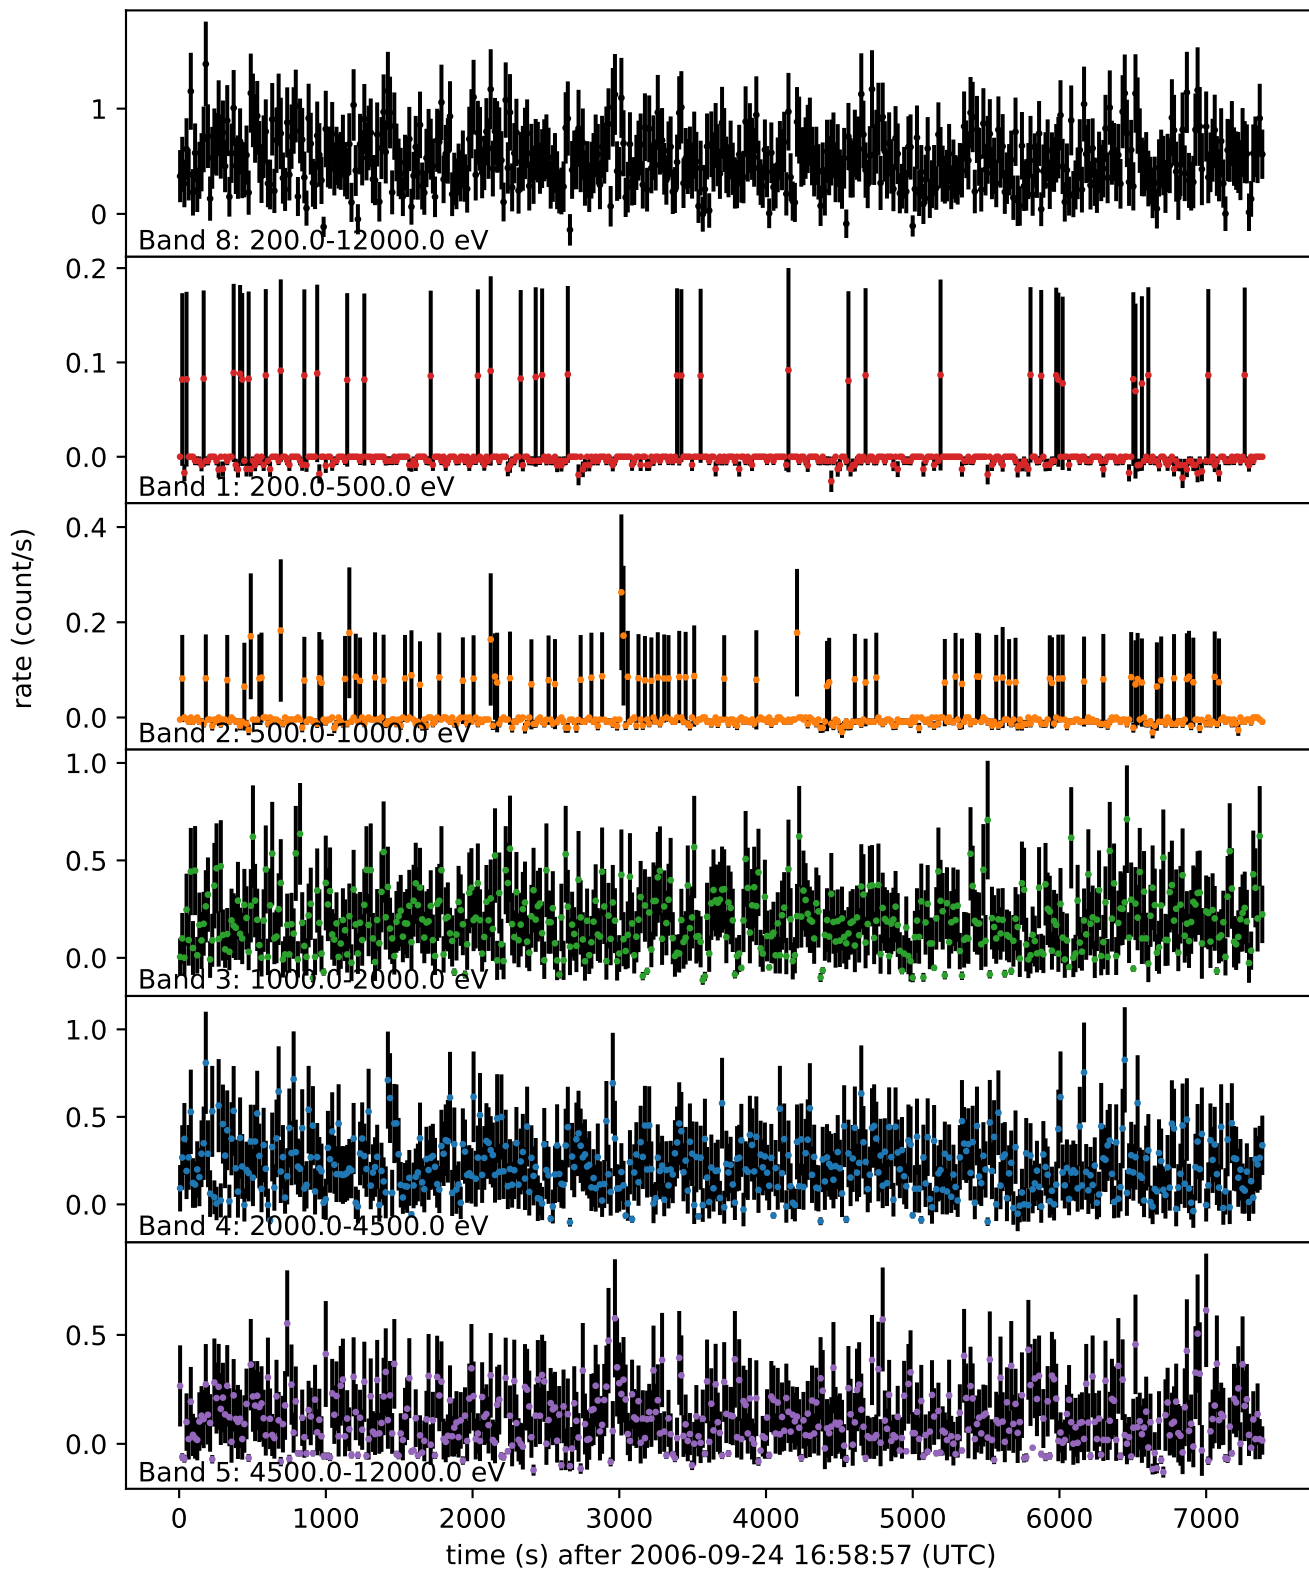 1
0
Band 8: 200.0-12000.0 eV
0.2
0.1
0.0
Band 1: 200.0-500.0 eV
0.4
0.2
0.0
Band 2: 500.0-1000.0 eV
rate (count/s)
1.0
0.5
0.0
Band 3: 1000.0-2000.0 eV
1.0
0.5
0.0
Band 4: 2000.0-4500.0 eV
0.5
0.0
Band 5: 4500.0-12000.0 eV
0 1000 2000 3000 4000 5000 6000 7000
time (s) after 2006-09-24 16:58:57 (UTC)